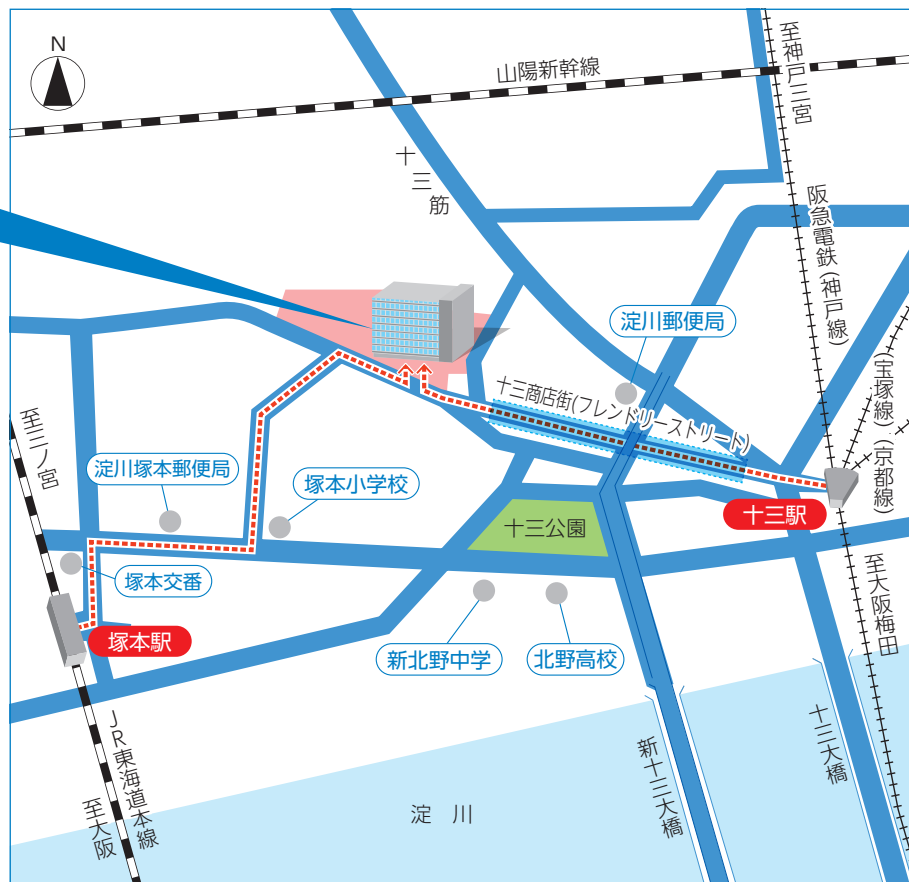 N
山陽新幹線
至神戸三宮
十三筋
阪急電鉄(神戸線)
淀川郵便局
(宝塚線)(京都線)
十三商店街(フレンドリーストリート)
至三ノ宮
淀川塚本郵便局
塚本小学校
十三公園
十三駅
塚本交番
塚本駅
新北野中学
北野高校
至大阪梅田
JR東海道本線
至大阪
淀川
新十三大橋
十三大橋